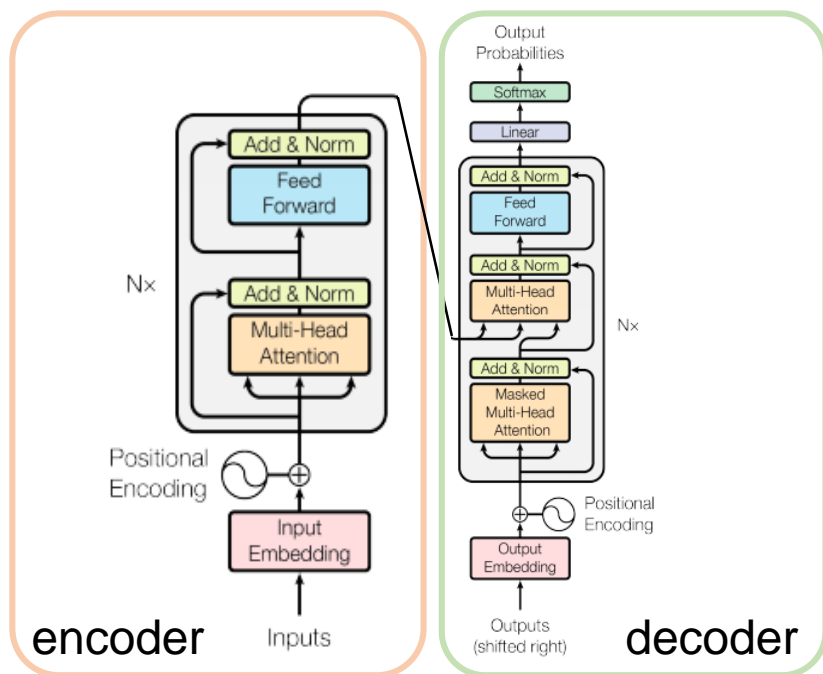 Add & Norm
Feed
Forward
Nx
Add & Norm
Multi-Head
Attention
Positional
Encoding
Input
Embedding
Inputs
encoder
Output
Probabilities
Softmax
Linear
Add & Norm
Feed
Forward
Add & Norm
Multi-Head
Attention
Nx
Add & Norm
Masked
Multi-Head
Attention
Positional
Encoding
Output
Embedding
Outputs
(shifted right)
decoder